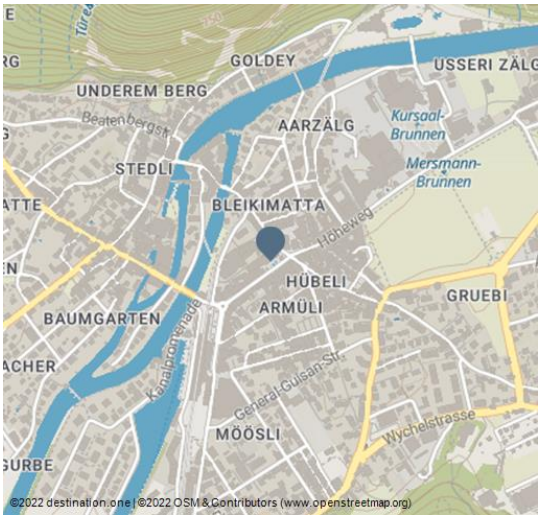 GOLDEY
USSERI ZÄLG
UNDEREM BERG
Beatenbergstr.
AARZÄLG
Kursaal-
Brunnen
STEDLI
Mersmann-
Brunnen
BLEIKIMATTA
Höheweg
HÜBELI
GRUEBI
ARMÜLI
BAUMGARTEN
Kanalpromenade
General-Guisan-Str.
MÖÖSLI
Wychelstrasse
©2022 destination.one | ©2022 OSM & Contributors (www.openstreetmap.org)